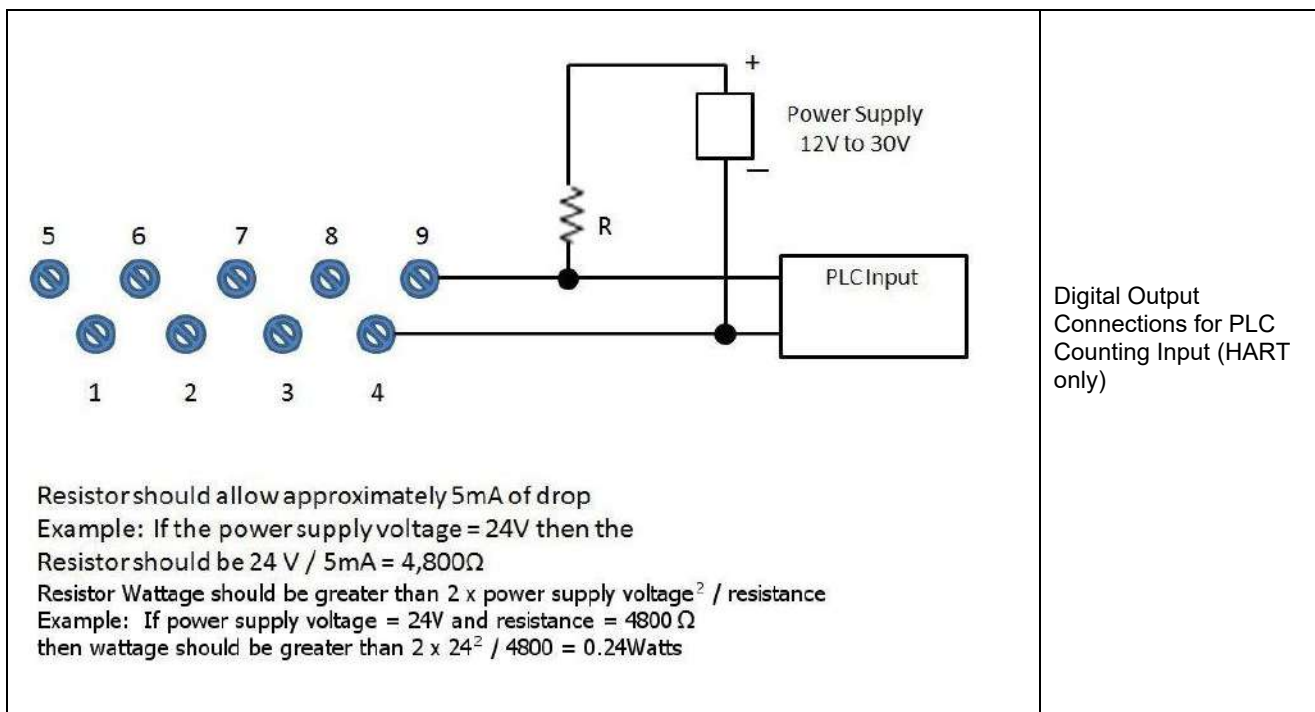 +
Power Supply
12V to 30V
—
R
5 6 7 8 9
PLC Input
1 2 3 4
Resistor should allow approximately 5mA of drop
Example: If the power supply voltage = 24V then the
Resistor should be 24 V / 5mA = 4,800Ω
Resistor Wattage should be greater than 2 x power supply voltage² / resistance
Example: If power supply voltage = 24V and resistance = 4800 Ω
then wattage should be greater than 2 x 24² / 4800 = 0.24Watts
Digital Output
Connections for PLC
Counting Input (HART
only)